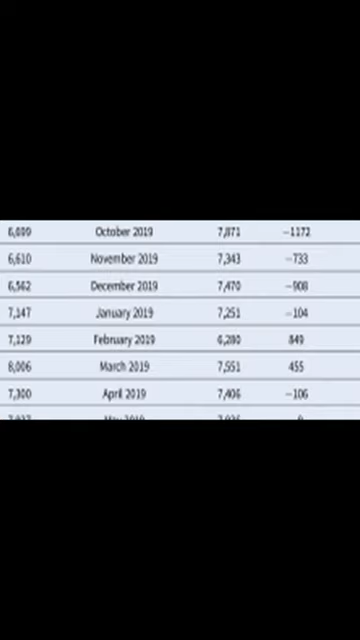 6,699 October 2019 7,871 −1172
6,610 November 2019 7,343 −733
6,562 December 2019 7,470 −908
7,147 January 2019 7,251 −104
7,129 February 2019 6,280 849
8,006 March 2019 7,551 455
7,300 April 2019 7,406 −106
May 2019